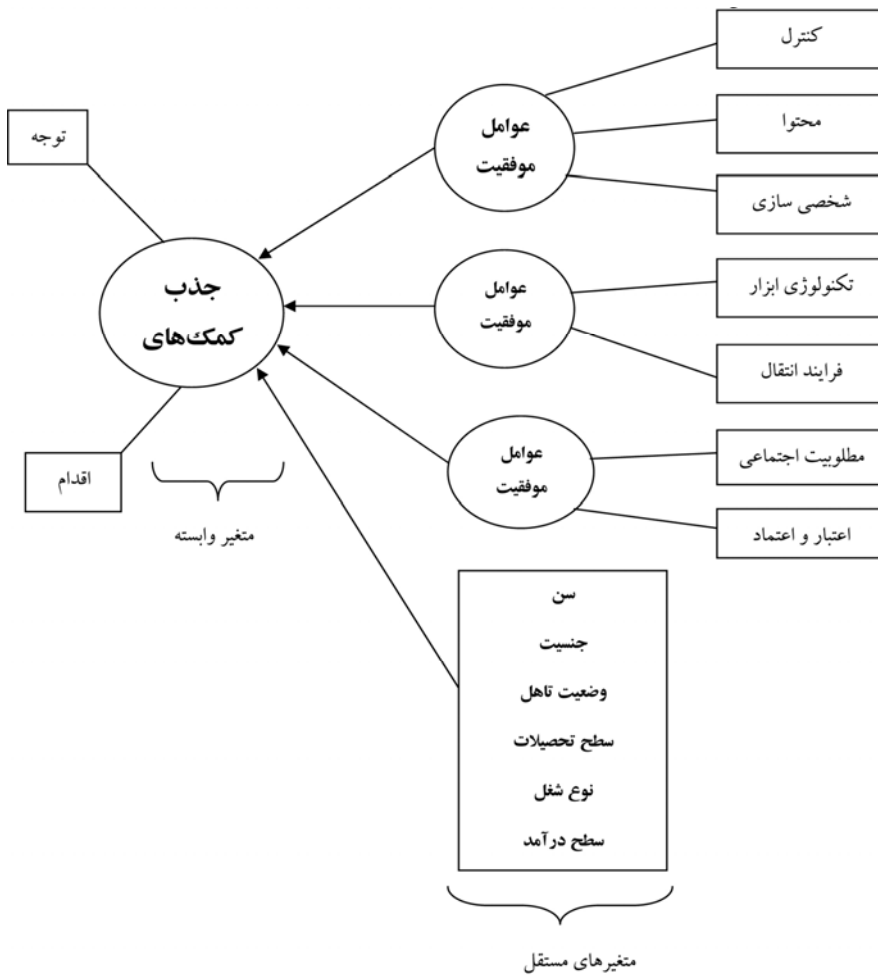 کنترل
محتوا
شخصی سازی
عوامل
موفقیت
توجه
جذب
کمک‌های
تکنولوژی ابزار
فرایند انتقال
عوامل
موفقیت
مطلوبیت اجتماعی
اعتبار و اعتماد
عوامل
موفقیت
اقدام
متغیر وابسته
سن
جنسیت
وضعیت تاهل
سطح تحصیلات
نوع شغل
سطح درآمد
متغیرهای مستقل